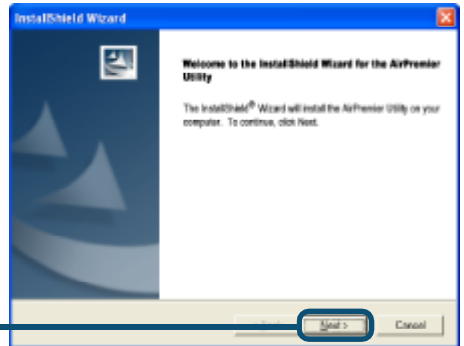 InstallShield Wizard
Welcome to the InstallShield Wizard for the AirPremier
Utility
The InstallShield® Wizard will install the AirPremier Utility on your
computer. To continue, click Next.
Next >
Cancel